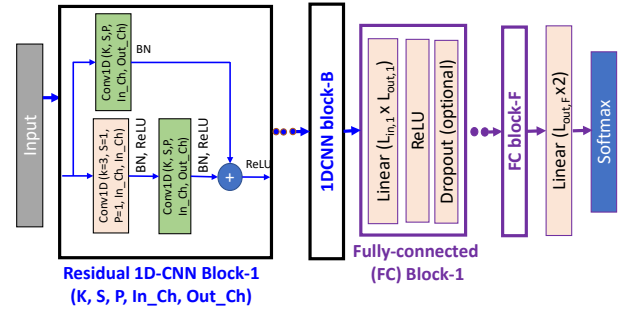 Input
Conv1D (K, S,P,
In_Ch, Out_Ch)
BN
Conv1D (k=3, S=1,
P=1, In_Ch, In_Ch)
BN, ReLU
Conv1D (K, S,P,
In_Ch, Out_Ch)
BN, ReLU
+
ReLU
Residual 1D-CNN Block-1
(K, S, P, In_Ch, Out_Ch)
1DCNN block-B
Linear (L_in,1 x L_out,1)
ReLU
Dropout (optional)
Fully-connected
(FC) Block-1
FC block-F
Linear (L_out,F x2)
Softmax